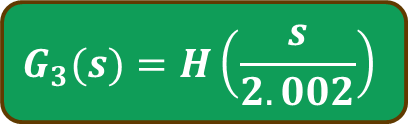 G₃(s) = H(s/2.002)